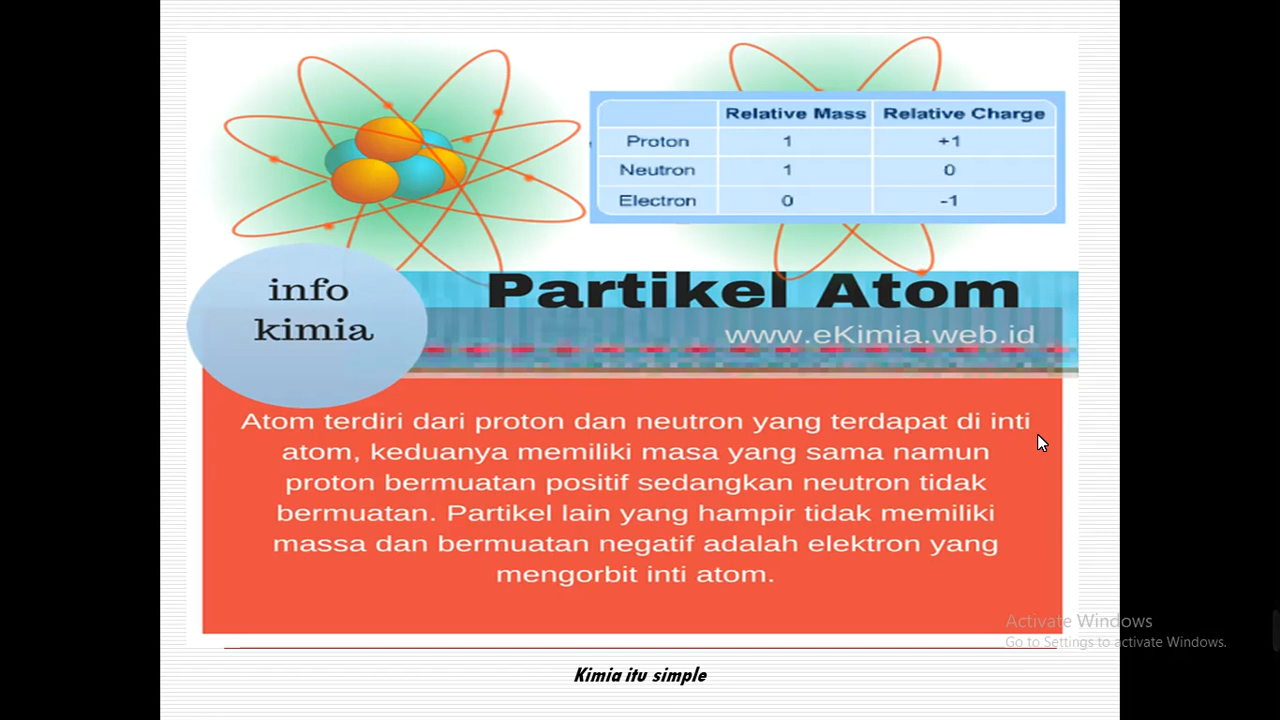 Relative Mass Relative Charge
Proton 1 +1
Neutron 1 0
Electron 0 -1
info
kimia
Partikel Atom
www.eKimia.web.id
Atom terdiri dari proton dan neutron yang terdapat di inti
atom, keduanya memiliki masa yang sama namun
proton bermuatan positif sedangkan neutron tidak
bermuatan. Partikel lain yang hampir tidak memiliki
massa dan bermuatan negatif adalah elektron yang
mengorbit inti atom.
Activate Windows
Go to Settings to activate Windows.
Kimia itu simple